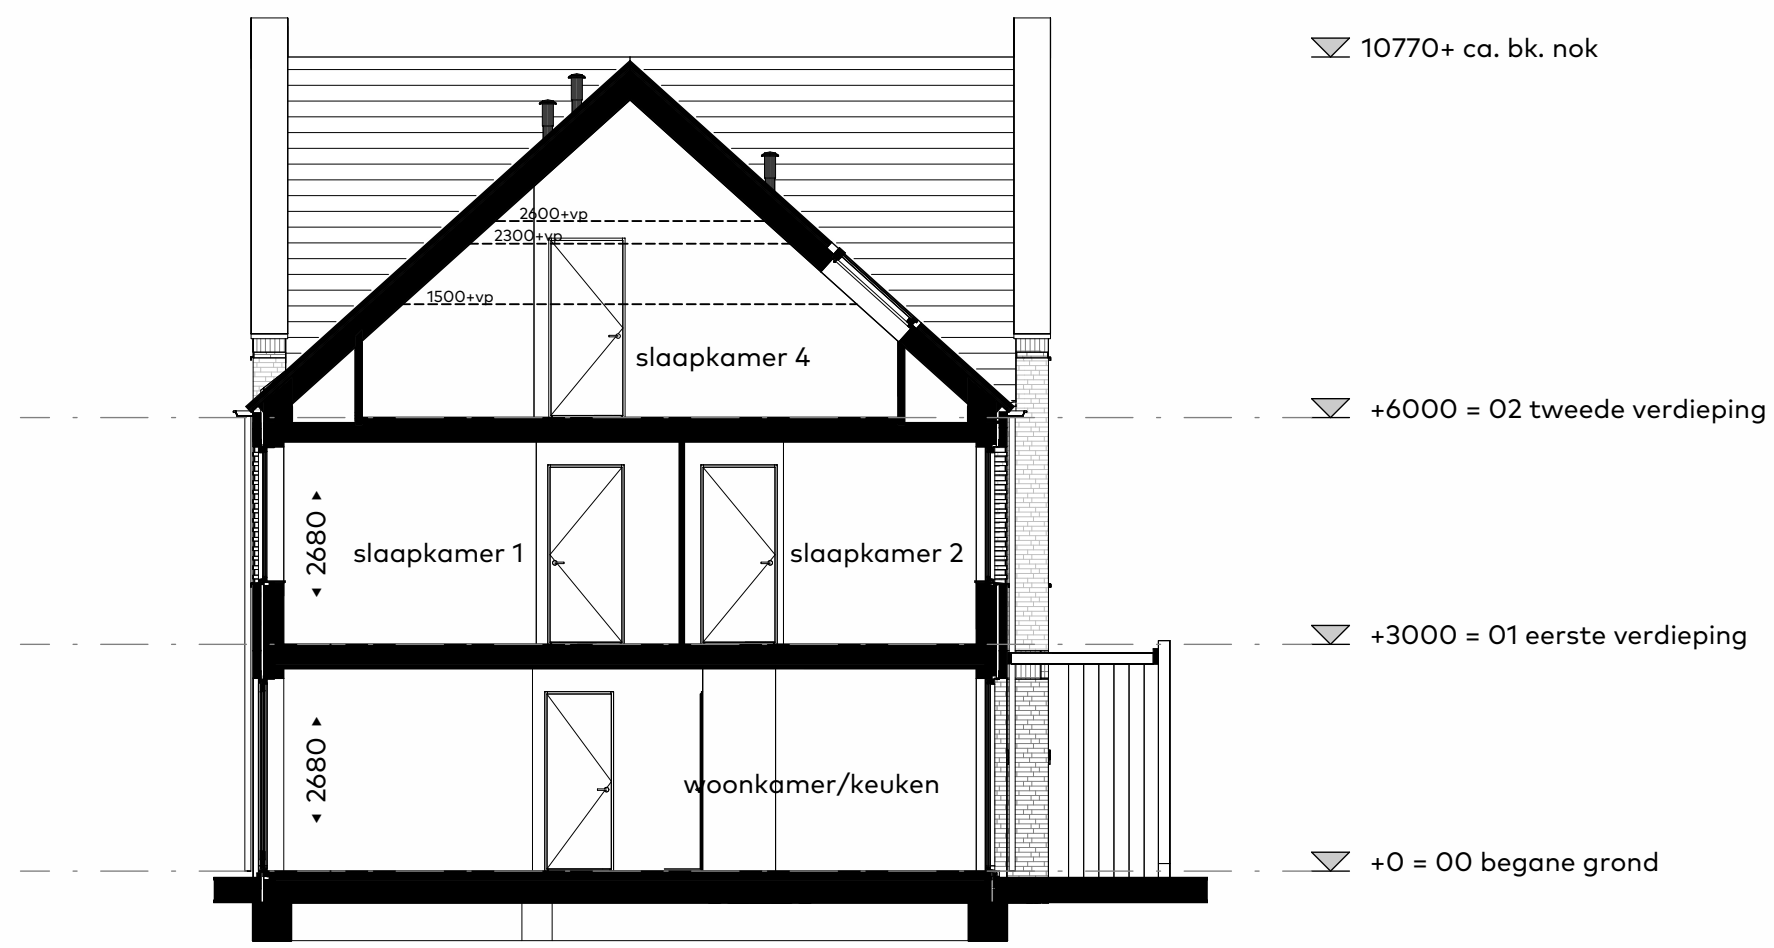 10770+ ca. bk. nok
2600+vp
2300+vp
1500+vp
slaapkamer 4
+6000 = 02 tweede verdieping
2680
slaapkamer 1
slaapkamer 2
+3000 = 01 eerste verdieping
2680
woonkamer/keuken
+0 = 00 begane grond